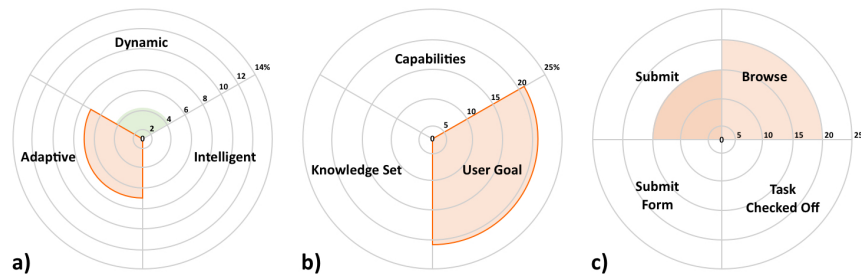 Dynamic
14%
12
10
8
6
4
2
0
Adaptive
Intelligent
a)
Capabilities
25%
20
15
10
5
0
Knowledge Set
User Goal
b)
Submit
Browse
0
5
10
15
20
25%
Submit
Form
Task
Checked Off
c)